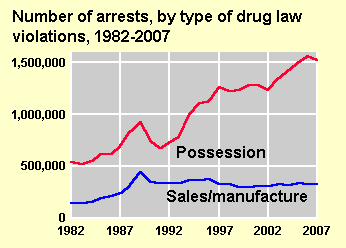 Number of arrests, by type of drug law
violations, 1982-2007
1,500,000
1,000,000
Possession
500,000
Sales/manufacture
0
1982 1987 1992 1997 2002 2007